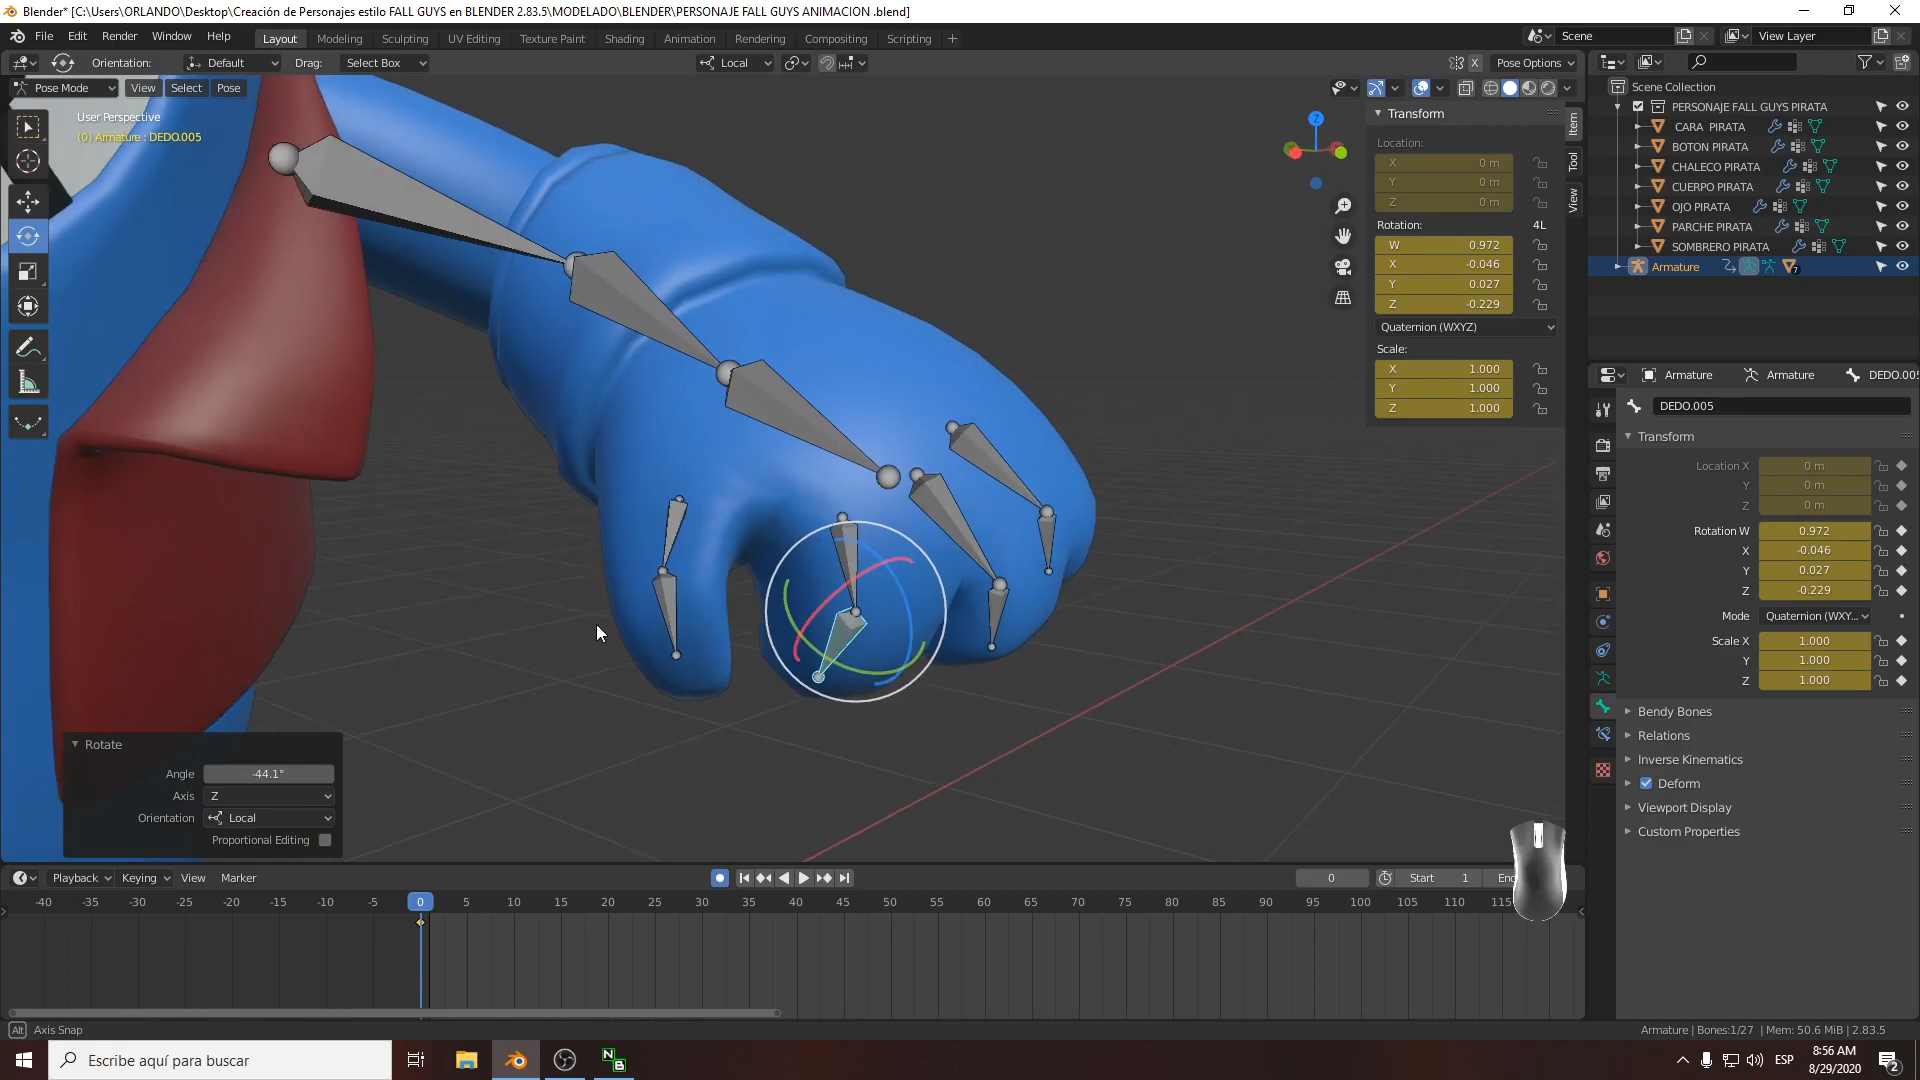 Blender* [C:\Users\ORLANDO\Desktop\Creación de Personajes estilo FALL GUYS en BLENDER 2.83.5\MODELADO\BLENDER\PERSONAJE FALL GUYS ANIMACION .blend]
File Edit Render Window Help Layout Modeling Sculpting UV Editing Texture Paint Shading Animation Rendering Compositing Scripting + Scene View Layer
Orientation: Default Drag: Select Box Local X Pose Options
Pose Mode View Select Pose
User Perspective
(0) Armature : DEDO.005
Z
Transform
Location:
X 0 m
Y 0 m
Z 0 m
Rotation: 4L
W 0.972
X -0.046
Y 0.027
Z -0.229
Quaternion (WXYZ)
Scale:
X 1.000
Y 1.000
Z 1.000
Item
Tool
View
Scene Collection
PERSONAJE FALL GUYS PIRATA
CARA PIRATA
BOTON PIRATA
CHALECO PIRATA
CUERPO PIRATA
OJO PIRATA
PARCHE PIRATA
SOMBRERO PIRATA
Armature 7
Armature Armature DEDO.005
DEDO.005
Transform
Location X 0 m
Y 0 m
Z 0 m
Rotation W 0.972
X -0.046
Y 0.027
Z -0.229
Mode Quaternion (WXY...
Scale X 1.000
Y 1.000
Z 1.000
Bendy Bones
Relations
Inverse Kinematics
Deform
Viewport Display
Custom Properties
Rotate
Angle -44.1°
Axis Z
Orientation Local
Proportional Editing
Playback Keying View Marker 0 Start 1 End
-40 -35 -30 -25 -20 -15 -10 -5 0 5 10 15 20 25 30 35 40 45 50 55 60 65 70 75 80 85 90 95 100 105 110 115
Alt Axis Snap
Armature | Bones:1/27 | Mem: 50.6 MiB | 2.83.5
Escribe aquí para buscar
N B
ESP
8:56 AM
8/29/2020
2